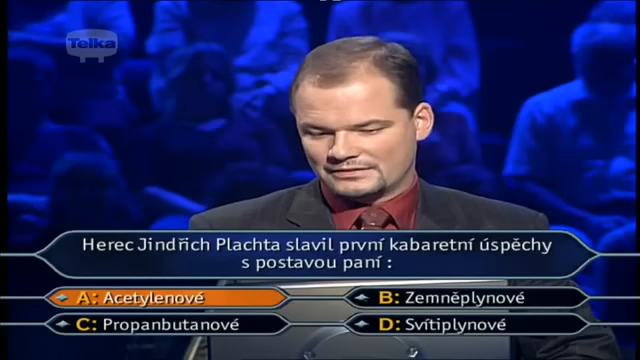 Telka
Herec Jindřich Plachta slavil první kabaretní úspěchy
s postavou paní :
A: Acetylenové
B: Zemněplynové
C: Propanbutanové
D: Svítiplynové